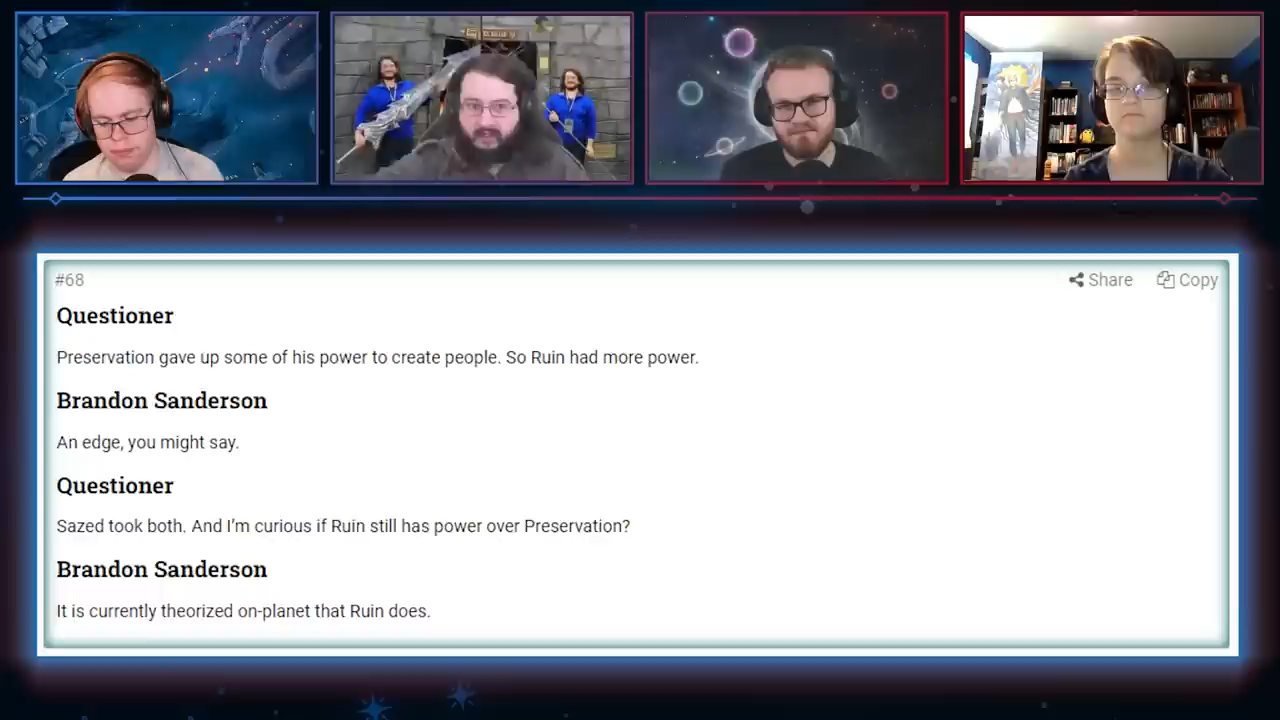 #68
Share
Copy
Questioner
Preservation gave up some of his power to create people. So Ruin had more power.
Brandon Sanderson
An edge, you might say.
Questioner
Sazed took both. And I’m curious if Ruin still has power over Preservation?
Brandon Sanderson
It is currently theorized on-planet that Ruin does.